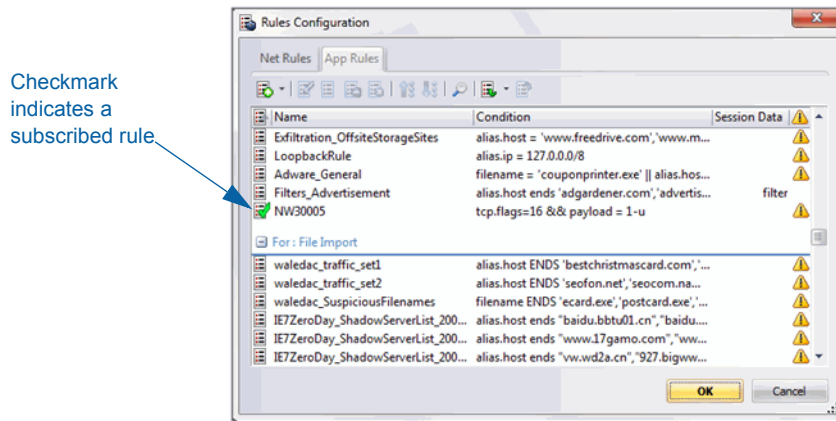 Rules Configuration
Net Rules App Rules
Checkmark
indicates a
subscribed rule
Name Condition Session Data
Exfiltration_OffsiteStorageSites alias.host = 'www.freedrive.com','www.m...
LoopbackRule alias.ip = 127.0.0.0/8
Adware_General filename = 'couponprinter.exe' || alias.hos...
Filters_Advertisement alias.host ends 'adgardener.com','advertis... filter
NW30005 tcp.flags=16 && payload = 1-u
For : File Import
waledac_traffic_set1 alias.host ENDS 'bestchristmascard.com','...
waledac_traffic_set2 alias.host ENDS 'seofon.net','seocom.na...
waledac_SuspiciousFilenames filename ENDS 'ecard.exe','postcard.exe','...
IE7ZeroDay_ShadowServerList_200... alias.host ends "baidu.bbtu01.cn","baidu....
IE7ZeroDay_ShadowServerList_200... alias.host ends "www.17gamo.com","ww...
IE7ZeroDay_ShadowServerList_200... alias.host ends "vw.wd2a.cn","927.bigww...
OK Cancel